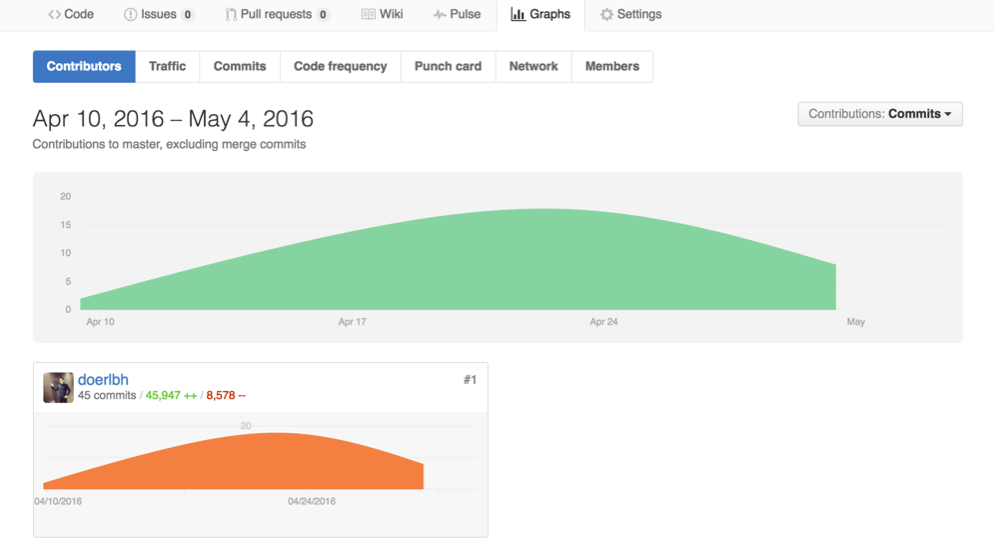 Code Issues 0 Pull requests 0 Wiki Pulse Graphs Settings
Contributors Traffic Commits Code frequency Punch card Network Members
Apr 10, 2016 – May 4, 2016
Contributions: Commits
Contributions to master, excluding merge commits
20
15
10
5
0
Apr 10 Apr 17 Apr 24 May
doerlbh #1
45 commits / 45,947 ++ / 8,578 --
20
04/10/2016 04/24/2016